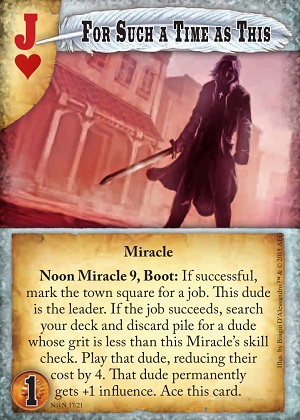 J
For Such a Time as This
Miracle
Noon Miracle 9, Boot: If successful,
mark the town square for a job. This dude
is the leader. If the job succeeds, search
your deck and discard pile for a dude
whose grit is less than this Miracle's skill
check. Play that dude, reducing their
cost by 4. That dude permanently
gets +1 influence. Ace this card.
1
NoLN 17/21